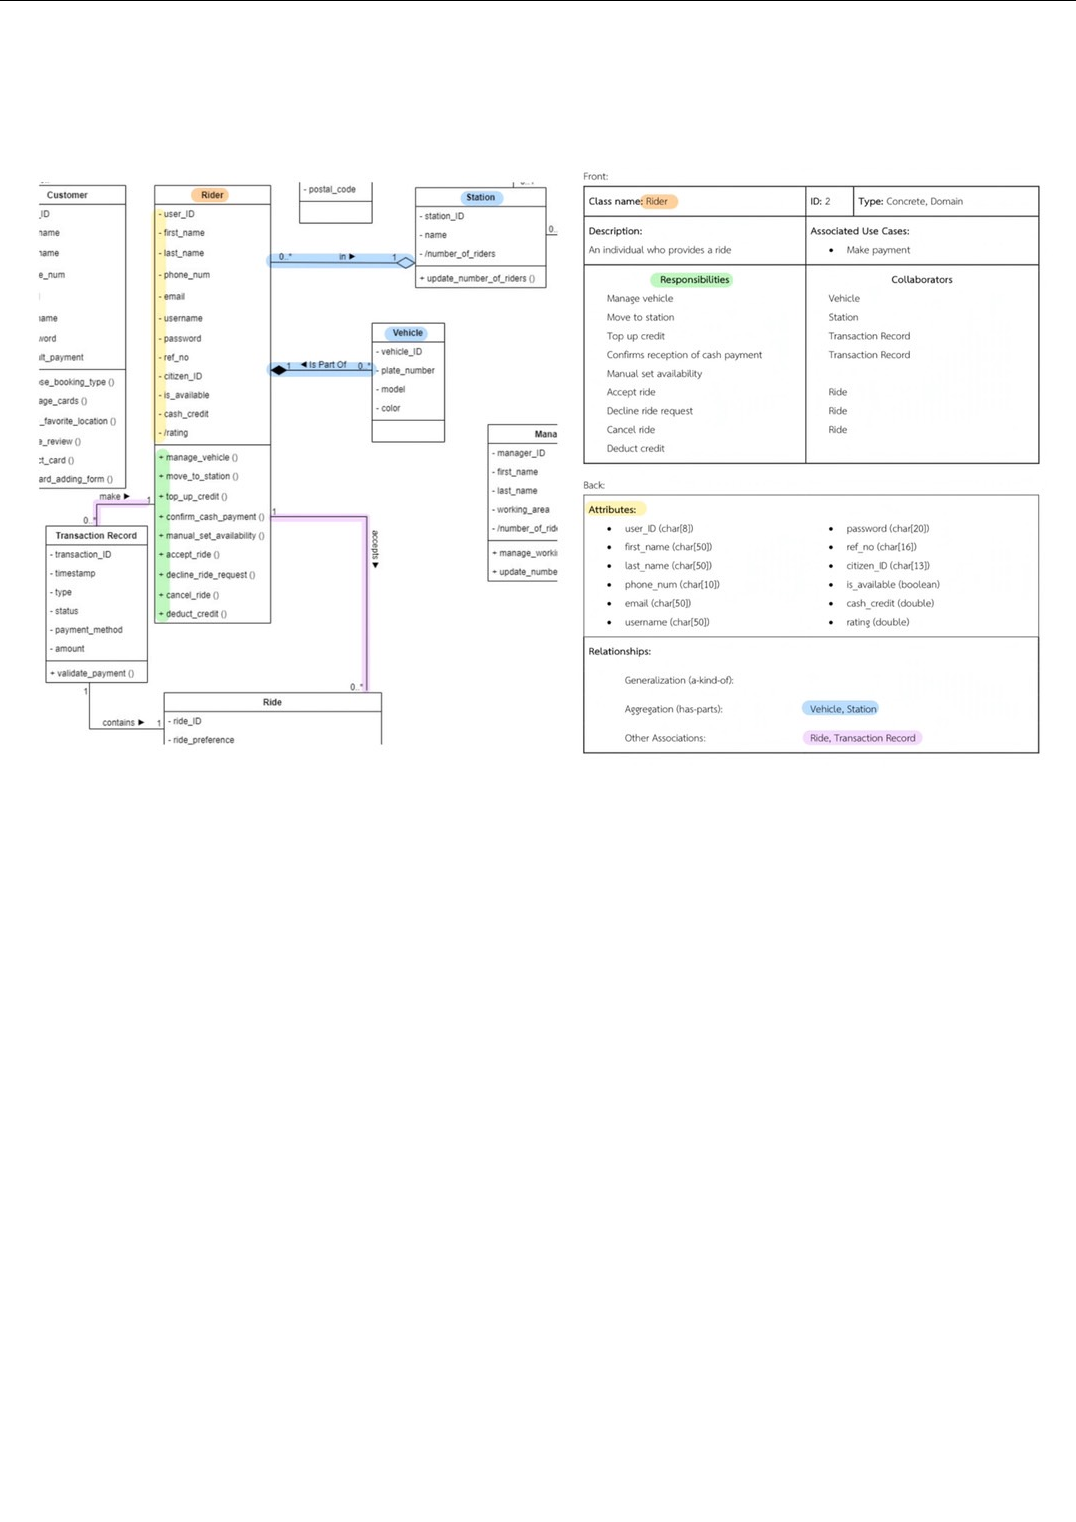 Customer
_ID
name
name
e_num
name
word
ult_payment
ose_booking_type ()
age_cards ()
_favorite_location ()
e_review ()
ct_card ()
ard_adding_form ()
Rider
- user_ID
- first_name
- last_name
- phone_num
- email
- username
- password
- ref_no
- citizen_ID
- is_available
- cash_credit
- /rating
+ manage_vehicle ()
+ move_to_station ()
+ top_up_credit ()
+ confirm_cash_payment ()
+ manual_set_availability ()
+ accept_ride ()
+ decline_ride_request ()
+ cancel_ride ()
+ deduct_credit ()
- postal_code
Station
- station_ID
- name
- /number_of_riders
+ update_number_of_riders ()
0..
0..* in ▶ 1
Vehicle
- vehicle_ID
- plate_number
- model
- color
1 ◀ Is Part Of 0..*
Mana
- manager_ID
- first_name
- last_name
- working_area
- /number_of_ride
+ manage_workin
+ update_numbe
make ▶ 1
0..*
Transaction Record
- transaction_ID
- timestamp
- type
- status
- payment_method
- amount
+ validate_payment ()
1
contains ▶ 1
1
accepts ▶
0..*
Ride
- ride_ID
- ride_preference
Front:
Class name: Rider
ID: 2
Type: Concrete, Domain
Description:
An individual who provides a ride
Associated Use Cases:
• Make payment
Responsibilities
Manage vehicle
Move to station
Top up credit
Confirms reception of cash payment
Manual set availability
Accept ride
Decline ride request
Cancel ride
Deduct credit
Collaborators
Vehicle
Station
Transaction Record
Transaction Record
Ride
Ride
Ride
Back:
Attributes:
• user_ID (char[8])
• first_name (char[50])
• last_name (char[50])
• phone_num (char[10])
• email (char[50])
• username (char[50])
• password (char[20])
• ref_no (char[16])
• citizen_ID (char[13])
• is_available (boolean)
• cash_credit (double)
• rating (double)
Relationships:
Generalization (a-kind-of):
Aggregation (has-parts): Vehicle, Station
Other Associations: Ride, Transaction Record